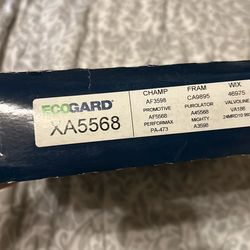 ECOGARD®
XA5568
CHAMP FRAM WIX
AF3598 CA9895 46975
PROMOTIVE PUROLATOR VALVOLINE
AF5568 A45568 VA186
PERFORMAX MIGHTY
PA-473 A3598